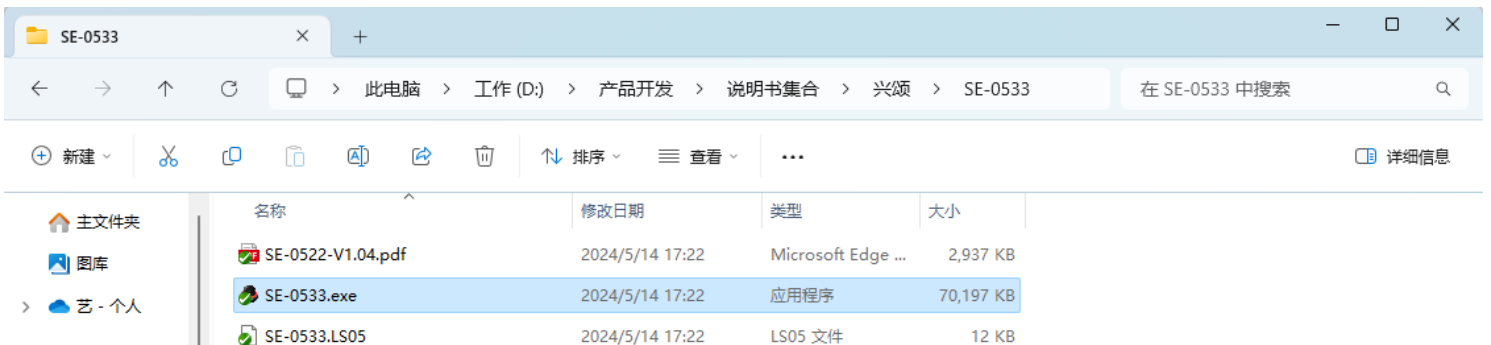 SE-0533
此电脑 > 工作 (D:) > 产品开发 > 说明书集合 > 兴颂 > SE-0533 在 SE-0533 中搜索
新建 排序 查看 ... 详细信息
名称 修改日期 类型 大小
主文件夹
SE-0522-V1.04.pdf 2024/5/14 17:22 Microsoft Edge ... 2,937 KB
图库
SE-0533.exe 2024/5/14 17:22 应用程序 70,197 KB
艺 - 个人
SE-0533.LS05 2024/5/14 17:22 LS05 文件 12 KB